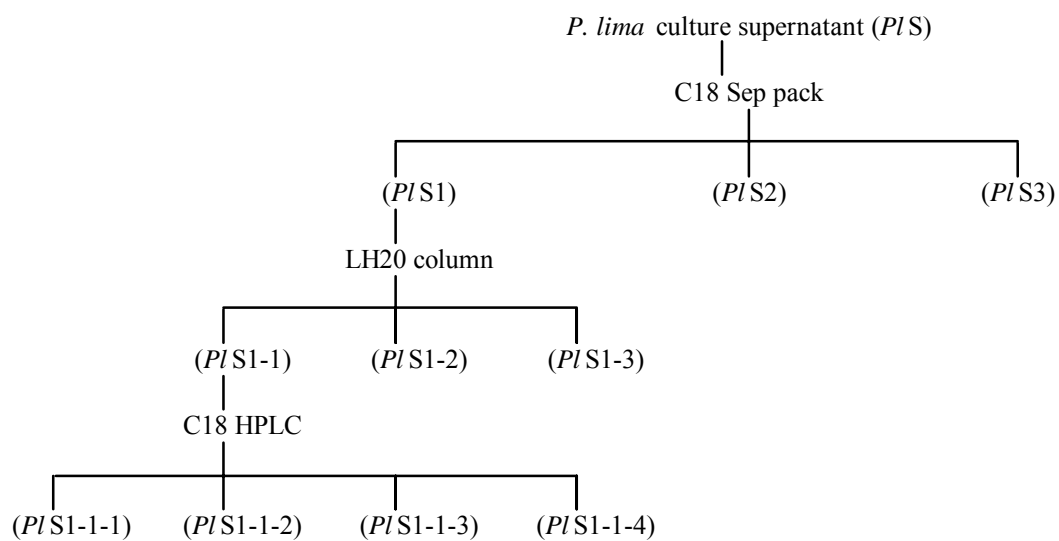 P. lima culture supernatant (Pl S)
C18 Sep pack
(Pl S1) (Pl S2) (Pl S3)
LH20 column
(Pl S1-1) (Pl S1-2) (Pl S1-3)
C18 HPLC
(Pl S1-1-1) (Pl S1-1-2) (Pl S1-1-3) (Pl S1-1-4)